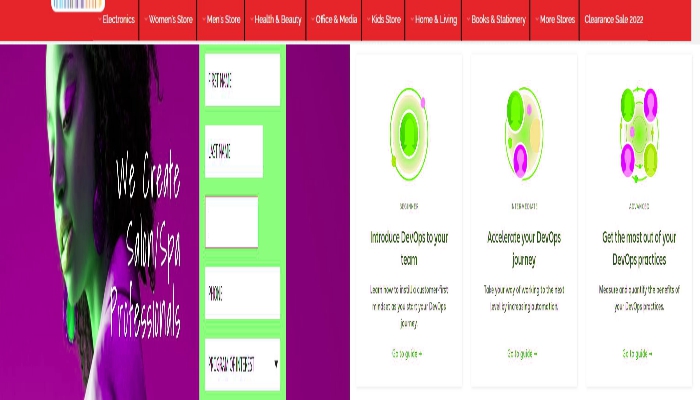 Electronics
Women's Store
Men's Store
Health & Beauty
Office & Media
Kids Store
Home & Living
Books & Stationery
More Stores
Clearance Sale 2022
We Create
Salon/Spa
Professionals
FIRST NAME
LAST NAME
PHONE
PROGRAM OF INTEREST
BEGINNER
Introduce DevOps to your
team
Learn how to instill a customer-first
mindset as you start your DevOps
journey.
Go to guide →
INTERMEDIATE
Accelerate your DevOps
journey
Take your way of working to the next
level by increasing automation.
Go to guide →
ADVANCED
Get the most out of your
DevOps practices
Measure and quantify the benefits of
your DevOps practices.
Go to guide →